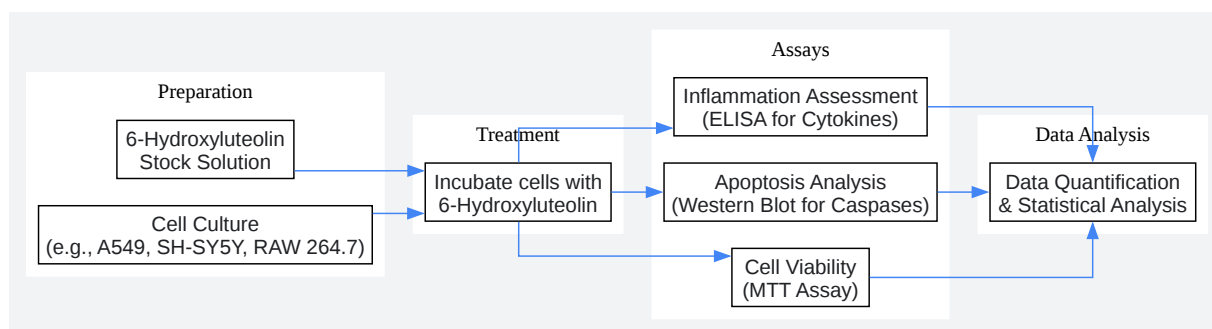 Preparation
6-Hydroxyluteolin
Stock Solution
Cell Culture
(e.g., A549, SH-SY5Y, RAW 264.7)
Treatment
Incubate cells with
6-Hydroxyluteolin
Assays
Inflammation Assessment
(ELISA for Cytokines)
Apoptosis Analysis
(Western Blot for Caspases)
Cell Viability
(MTT Assay)
Data Analysis
Data Quantification
& Statistical Analysis